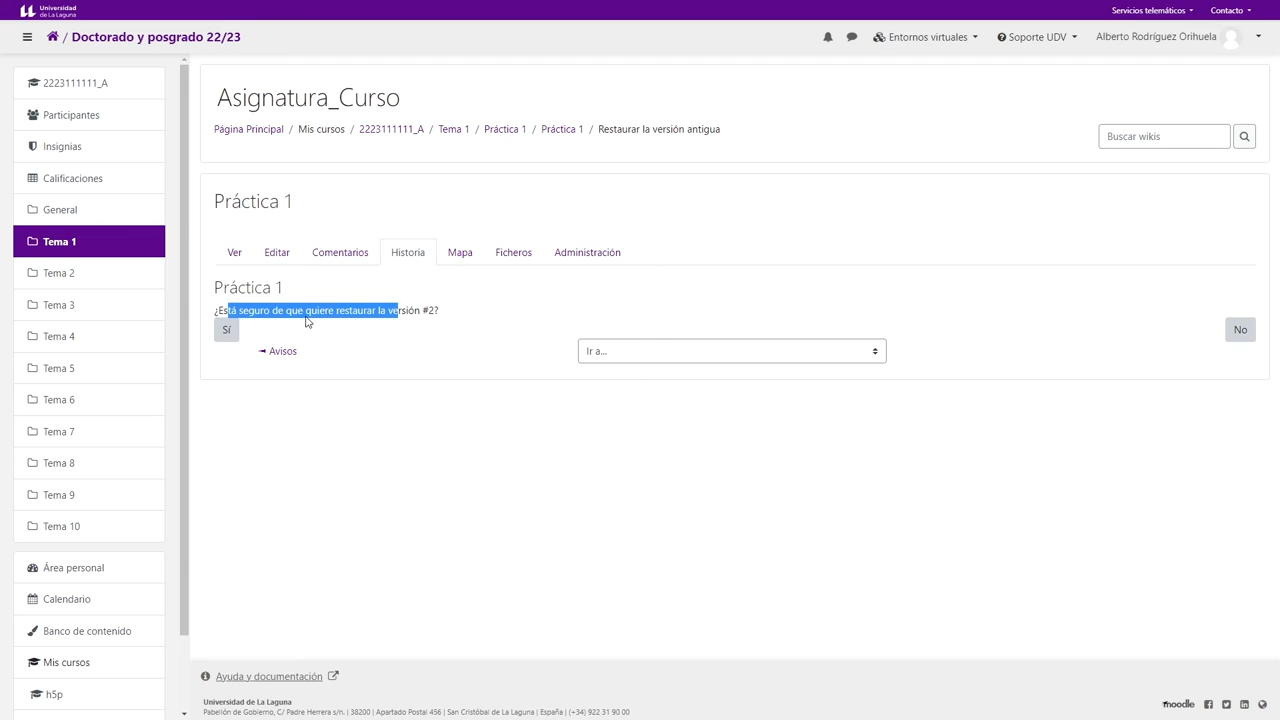 Universidad
de La Laguna
Servicios telemáticos
Contacto
/ Doctorado y posgrado 22/23
Entornos virtuales
Soporte UDV
Alberto Rodríguez Orihuela
2223111111_A
Participantes
Insignias
Calificaciones
General
Tema 1
Tema 2
Tema 3
Tema 4
Tema 5
Tema 6
Tema 7
Tema 8
Tema 9
Tema 10
Área personal
Calendario
Banco de contenido
Mis cursos
h5p
Asignatura_Curso
Página Principal / Mis cursos / 2223111111_A / Tema 1 / Práctica 1 / Práctica 1 / Restaurar la versión antigua
Buscar wikis
Práctica 1
Ver
Editar
Comentarios
Historia
Mapa
Ficheros
Administración
Práctica 1
¿Está seguro de que quiere restaurar la versión #2?
Sí
No
◄ Avisos
Ir a...
Ayuda y documentación
Universidad de La Laguna
Pabellón de Gobierno, C/ Padre Herrera s/n. | 38200 | Apartado Postal 456 | San Cristóbal de La Laguna | España | (+34) 922 31 90 00
moodle